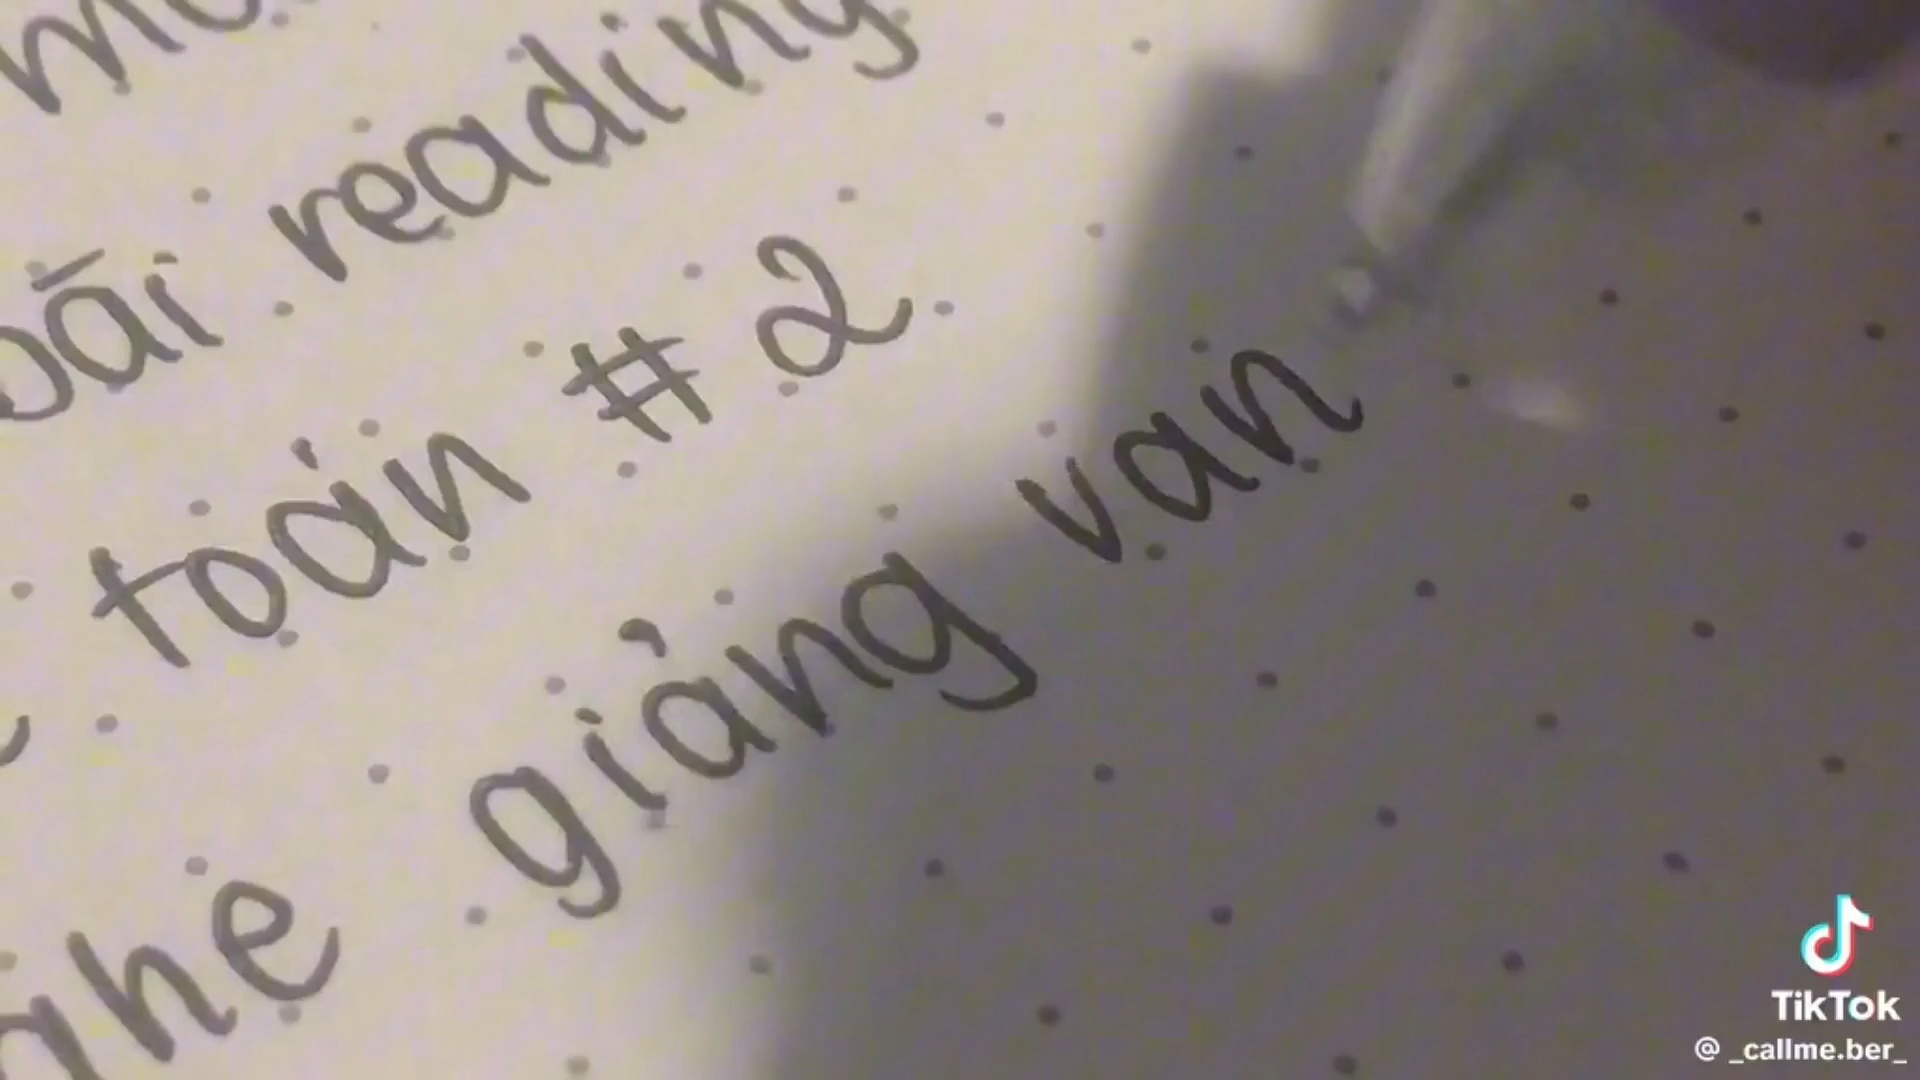 bài reading
toán #2
nghe giảng van
TikTok
@_callme.ber_